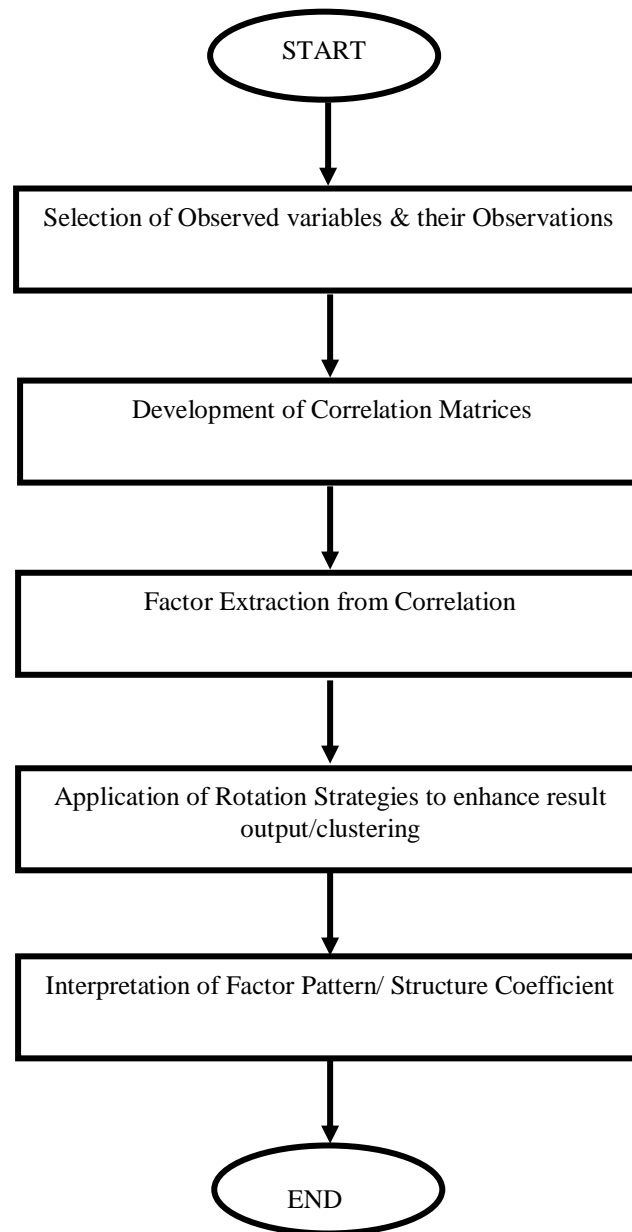 START
Selection of Observed variables & their Observations
Development of Correlation Matrices
Factor Extraction from Correlation
Application of Rotation Strategies to enhance result
output/clustering
Interpretation of Factor Pattern/ Structure Coefficient
END